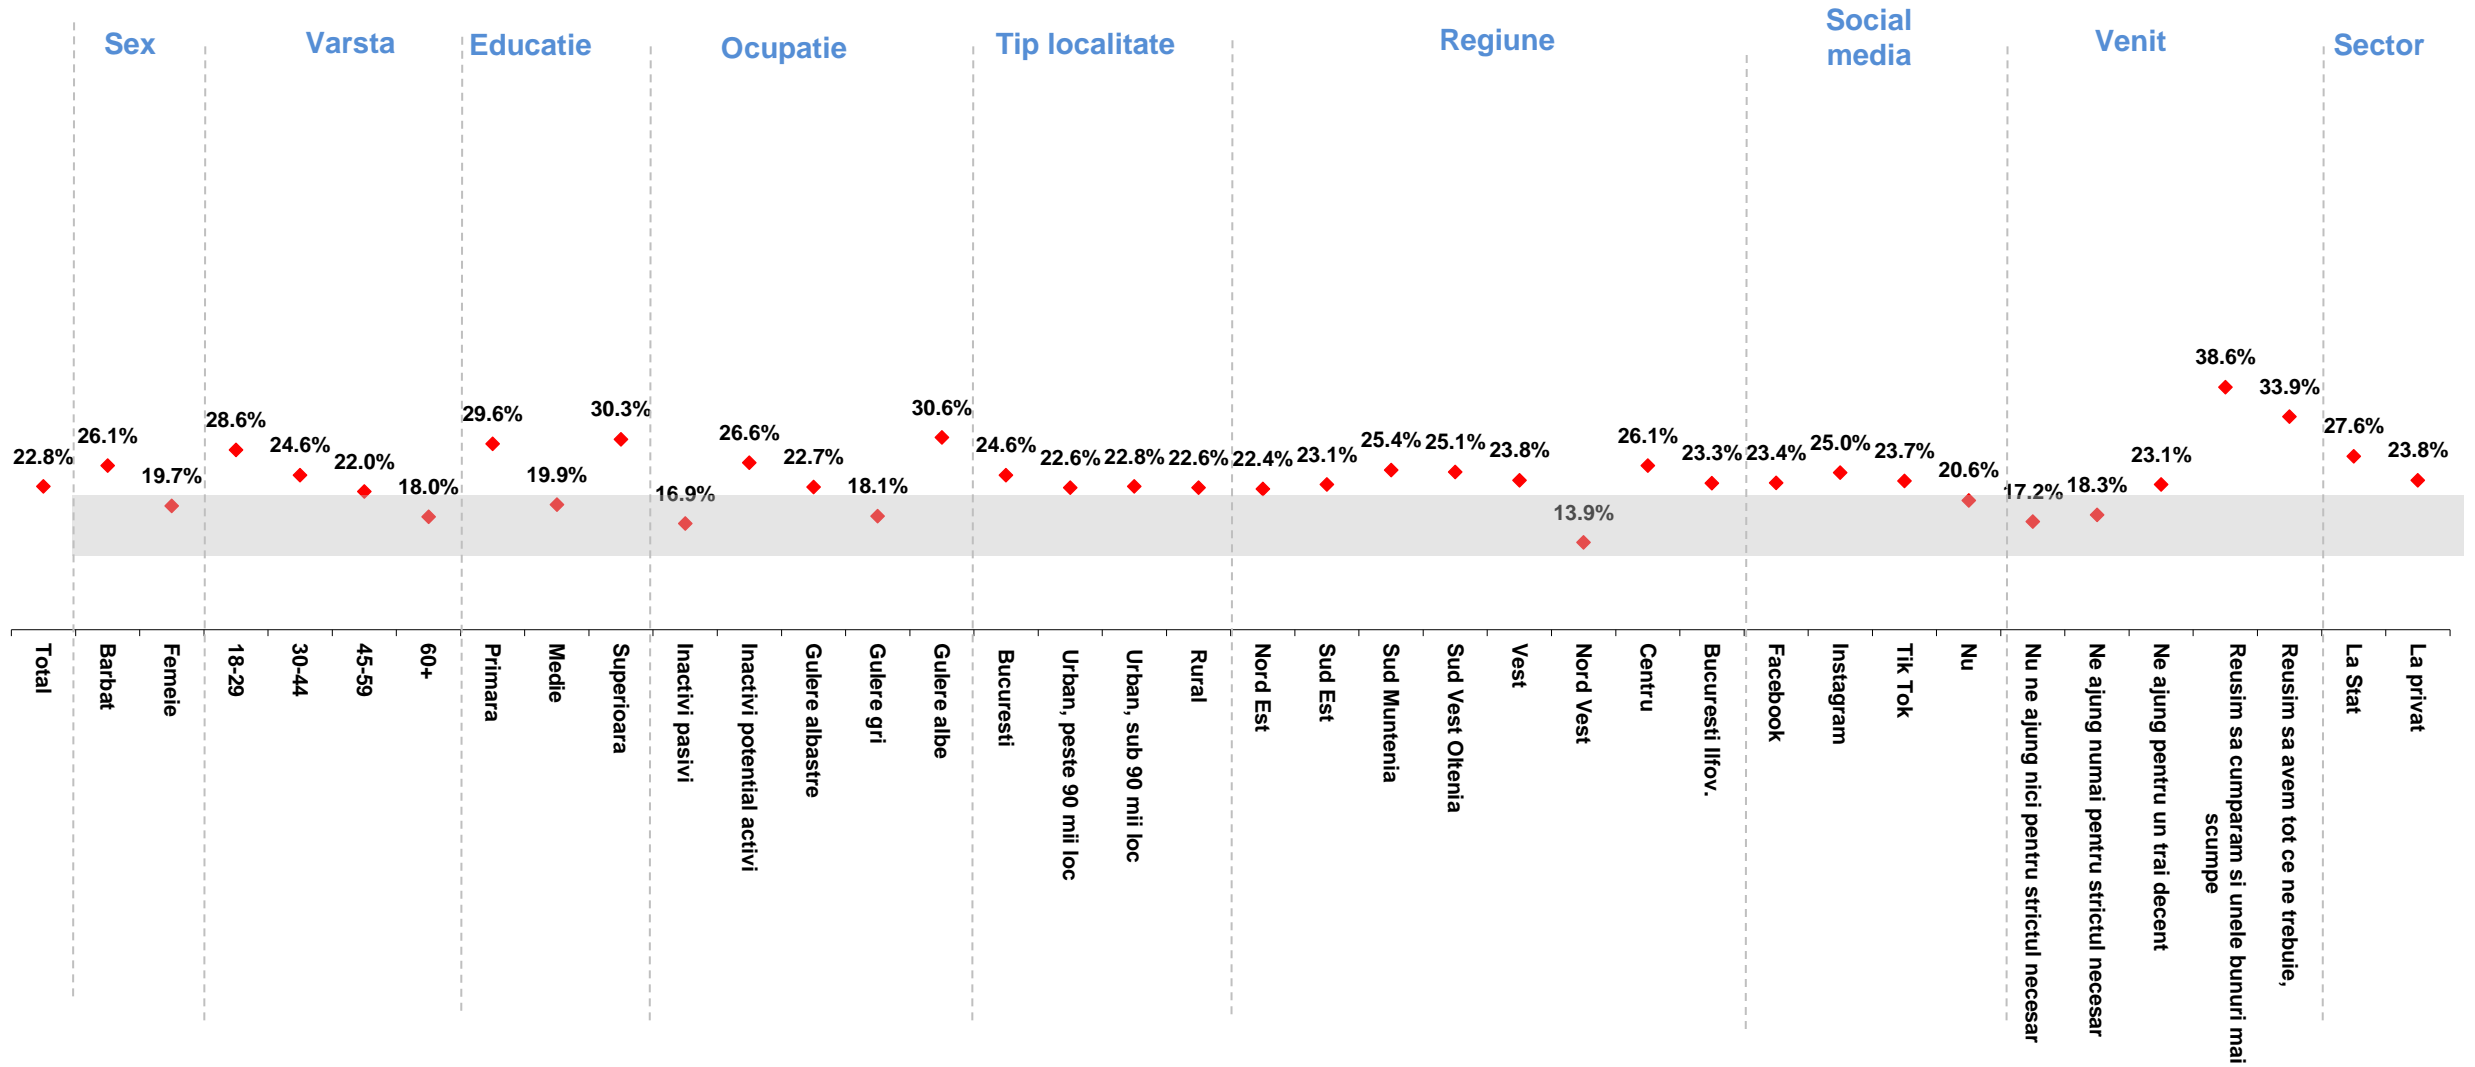 Sex
Varsta
Educatie
Ocupatie
Tip localitate
Regiune
Social
media
Venit
Sector
22.8%
26.1%
19.7%
28.6%
24.6%
22.0%
18.0%
29.6%
19.9%
30.3%
16.9%
26.6%
22.7%
18.1%
30.6%
24.6%
22.6%
22.8%
22.6%
22.4%
23.1%
25.4%
25.1%
23.8%
13.9%
26.1%
23.3%
23.4%
25.0%
23.7%
20.6%
17.2%
18.3%
23.1%
38.6%
33.9%
27.6%
23.8%
Total
Barbat
Femeie
18-29
30-44
45-59
60+
Primara
Medie
Superioara
Inactivi pasivi
Inactivi potential activi
Gulere albastre
Gulere gri
Gulere albe
Bucuresti
Urban, peste 90 mii loc
Urban, sub 90 mii loc
Rural
Nord Est
Sud Est
Sud Muntenia
Sud Vest Oltenia
Vest
Nord Vest
Centru
Bucuresti Ilfov.
Facebook
Instagram
Tik Tok
Nu
Nu ne ajung nici pentru strictul necesar
Ne ajung numai pentru strictul necesar
Ne ajung pentru un trai decent
Reusim sa cumparam si unele bunuri mai
scumpe
Reusim sa avem tot ce ne trebuie,
La Stat
La privat